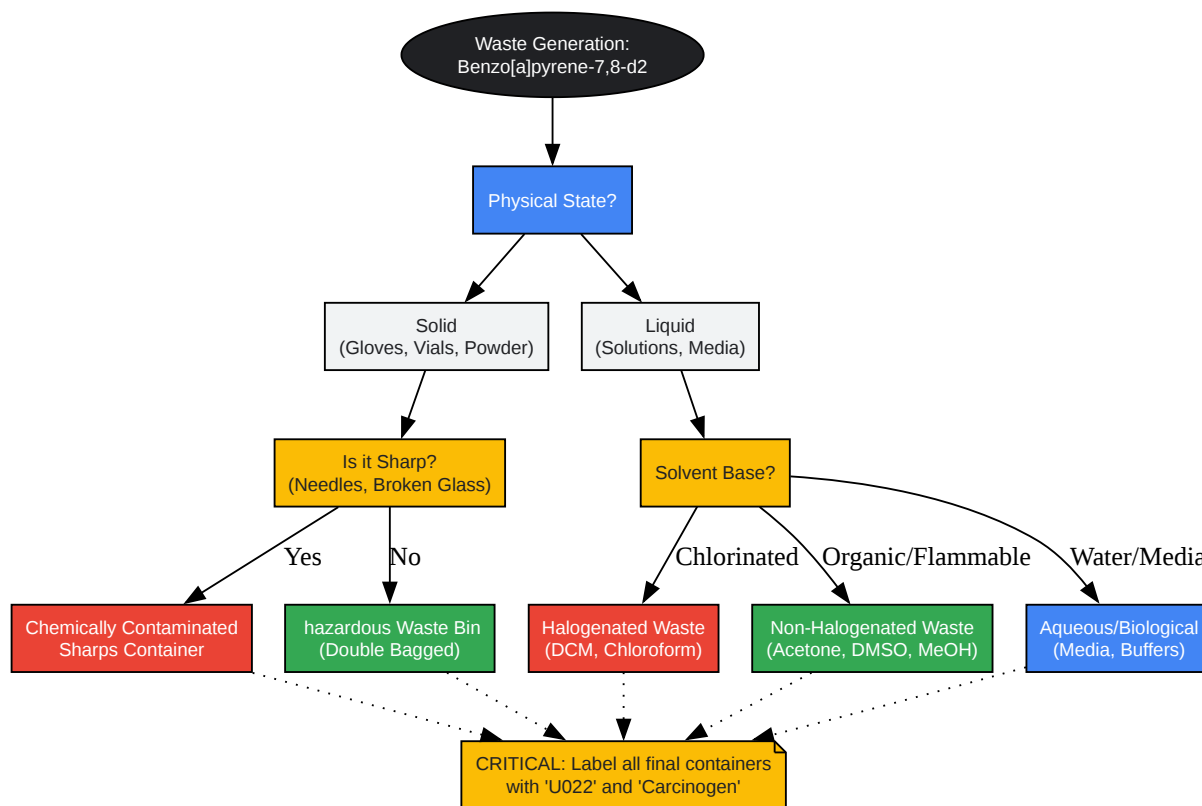 Waste Generation:
Benzo[a]pyrene-7,8-d2
Physical State?
Solid
(Gloves, Vials, Powder)
Liquid
(Solutions, Media)
Is it Sharp?
(Needles, Broken Glass)
Solvent Base?
Yes
No
Chlorinated
Organic/Flammable
Water/Media
Chemically Contaminated
Sharps Container
hazardous Waste Bin
(Double Bagged)
Halogenated Waste
(DCM, Chloroform)
Non-Halogenated Waste
(Acetone, DMSO, MeOH)
Aqueous/Biological
(Media, Buffers)
CRITICAL: Label all final containers
with 'U022' and 'Carcinogen'